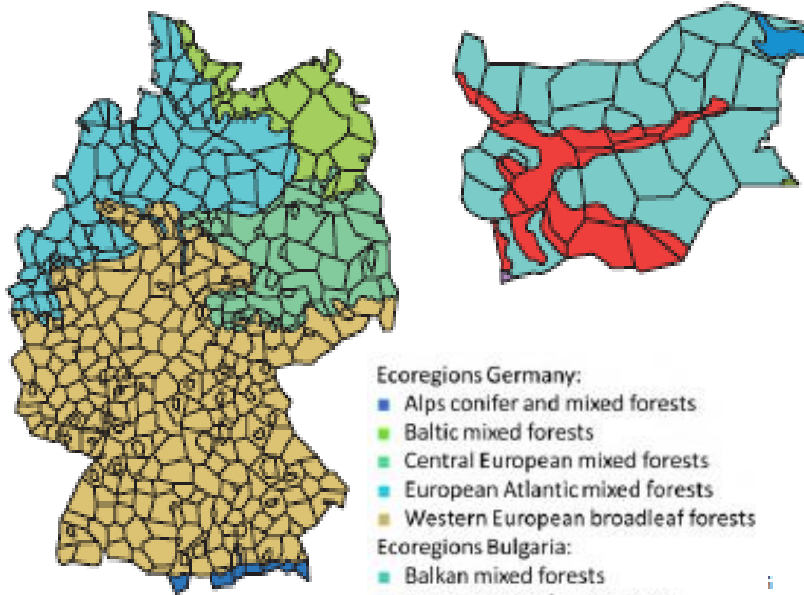 Ecoregions Germany:
Alps conifer and mixed forests
Baltic mixed forests
Central European mixed forests
European Atlantic mixed forests
Western European broadleaf forests
Ecoregions Bulgaria:
Balkan mixed forests